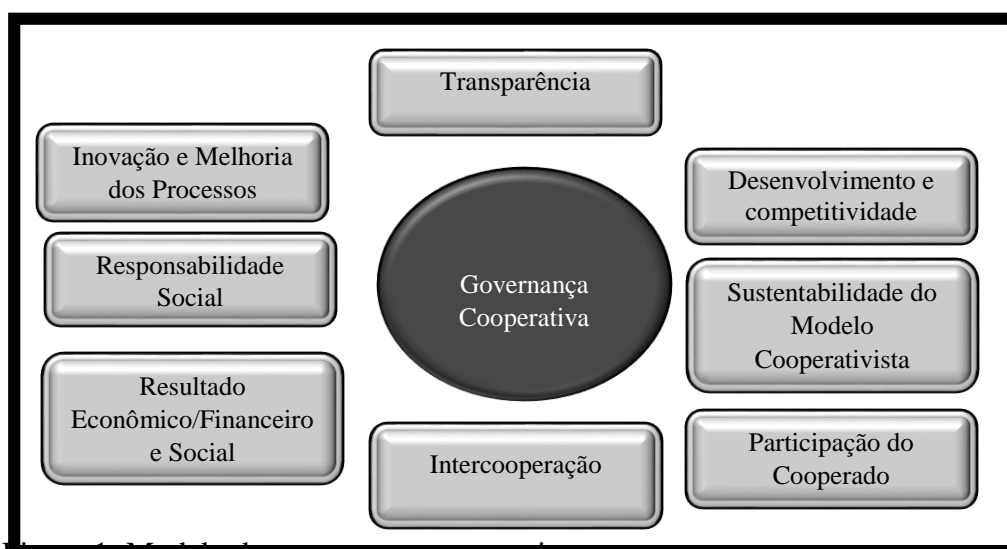 Transparência
Inovação e Melhoria
dos Processos
Responsabilidade
Social
Resultado
Econômico/Financeiro
e Social
Governança
Cooperativa
Intercooperação
Desenvolvimento e
competitividade
Sustentabilidade do
Modelo
Cooperativista
Participação do
Cooperado